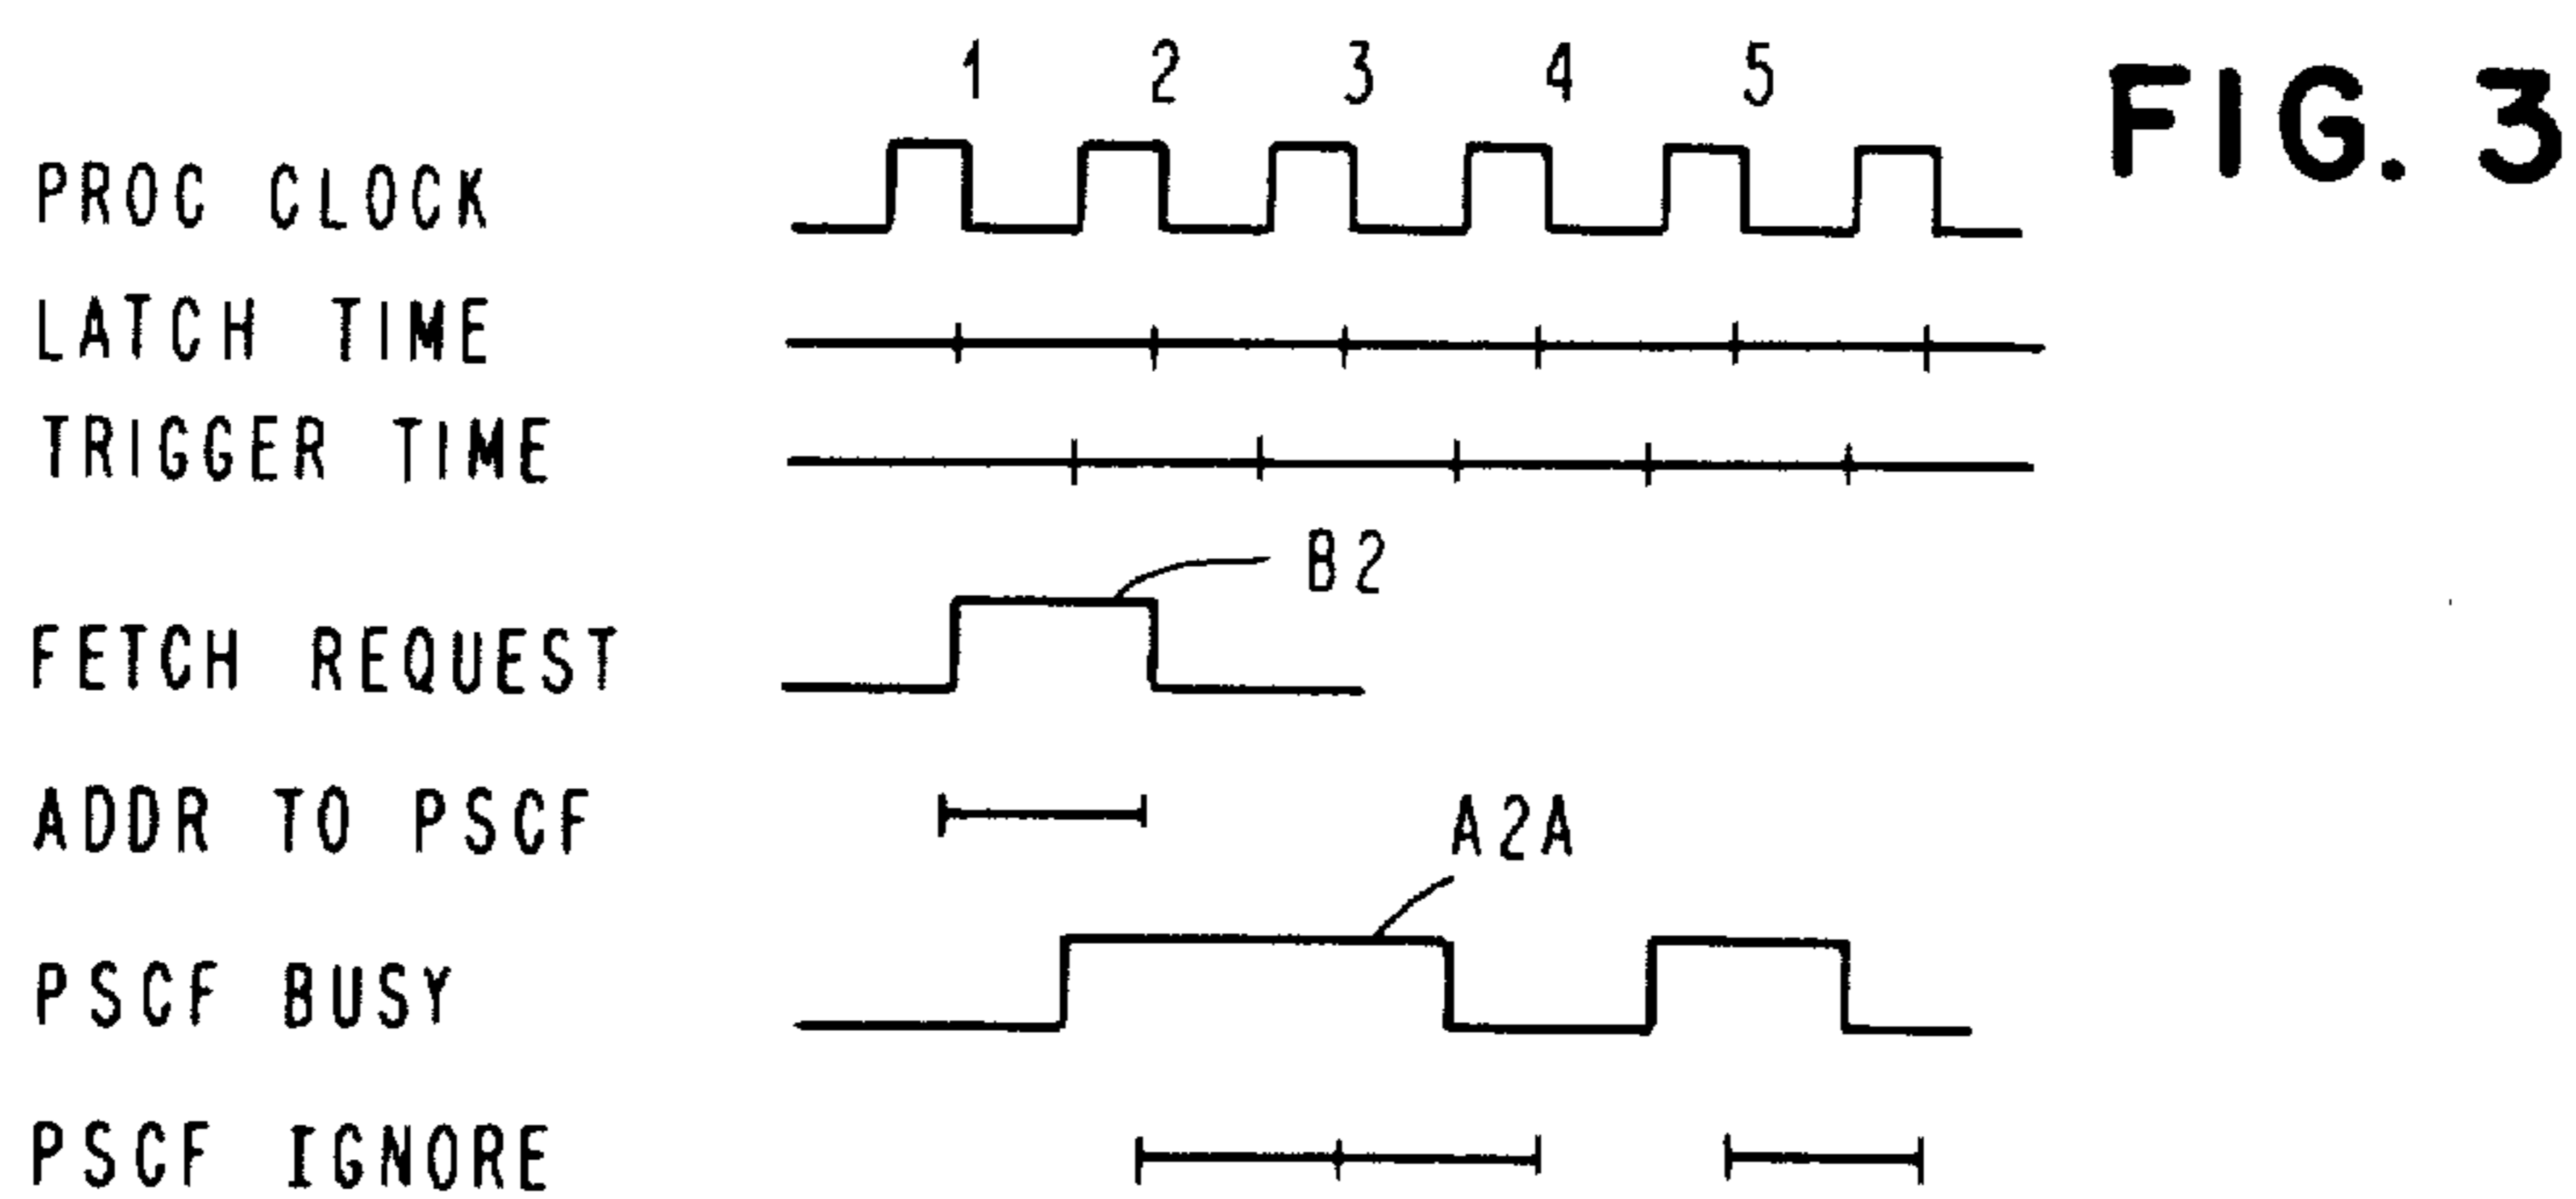 1 2 3 4 5
FIG. 3
PROC CLOCK
LATCH TIME
TRIGGER TIME
B2
FETCH REQUEST
ADDR TO PSCF
A2A
PSCF BUSY
PSCF IGNORE